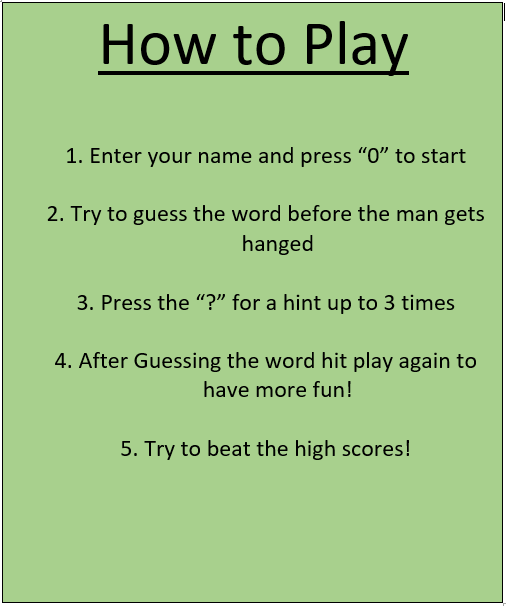 How to Play
1. Enter your name and press “0” to start
2. Try to guess the word before the man gets
hanged
3. Press the “?” for a hint up to 3 times
4. After Guessing the word hit play again to
have more fun!
5. Try to beat the high scores!